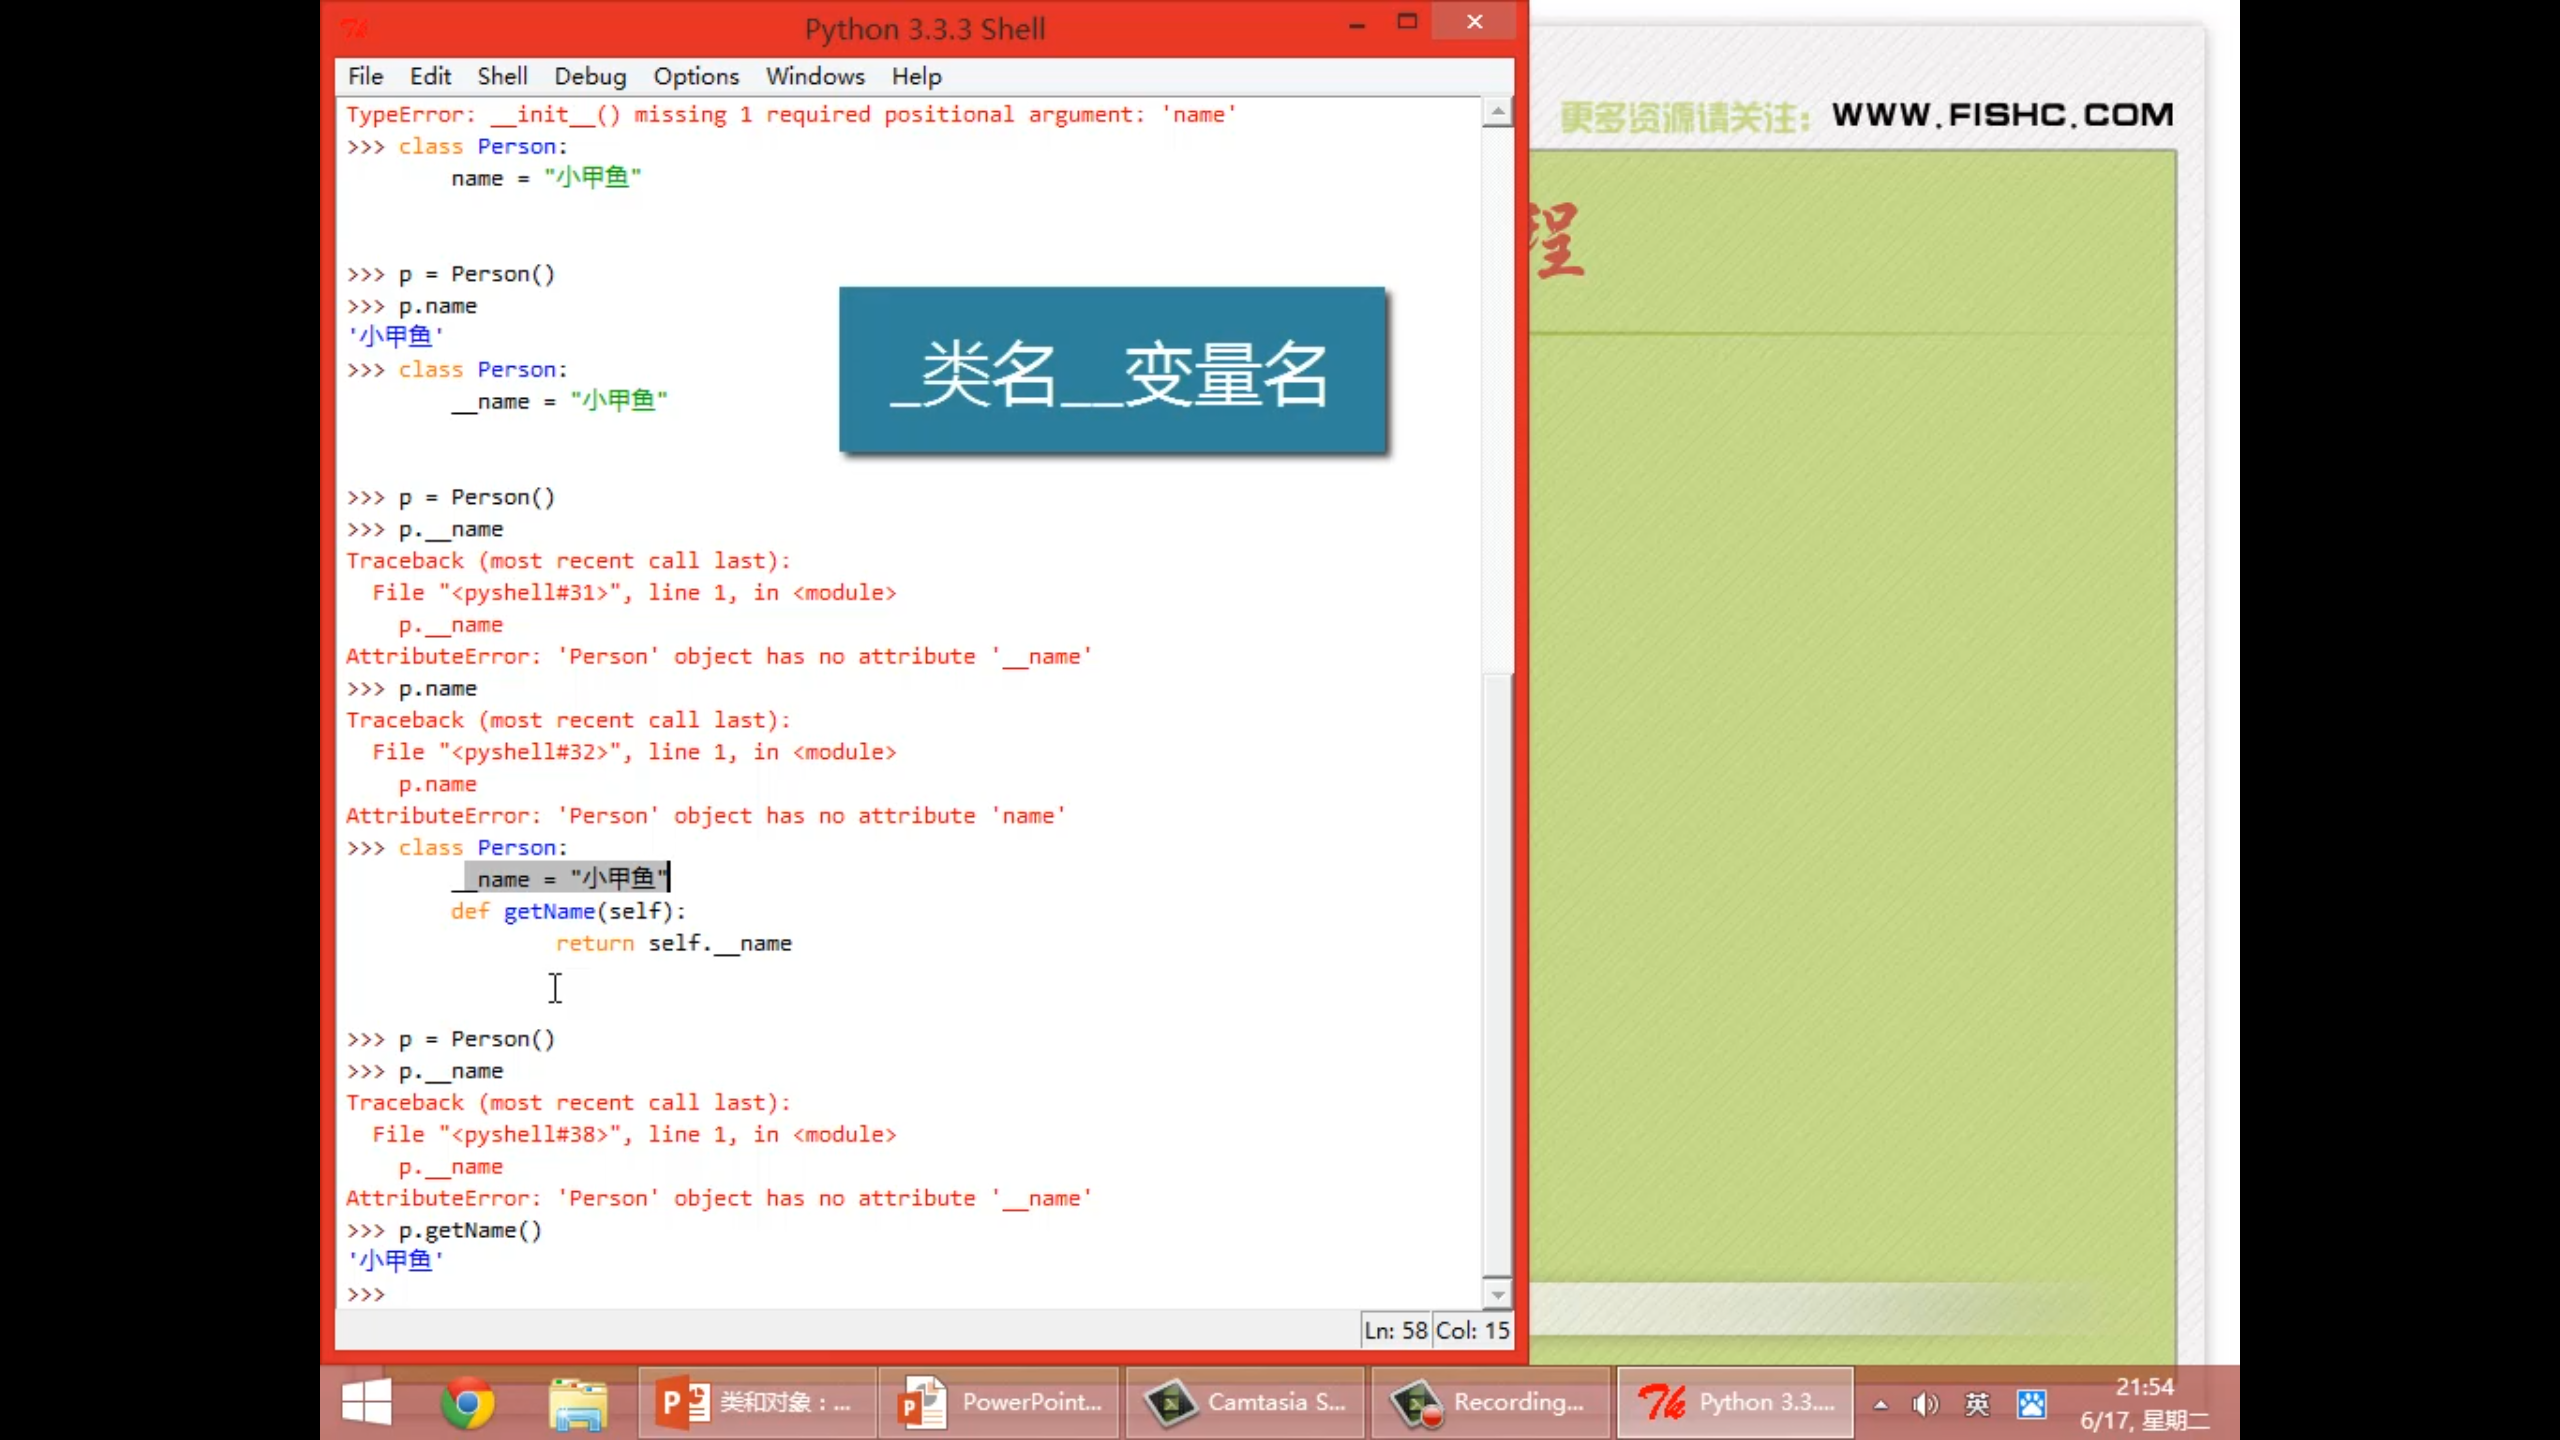 Python 3.3.3 Shell
File Edit Shell Debug Options Windows Help
TypeError: __init__() missing 1 required positional argument: 'name'
>>> class Person:
name = "小甲鱼"
>>> p = Person()
>>> p.name
'小甲鱼'
>>> class Person:
__name = "小甲鱼"
>>> p = Person()
>>> p.__name
Traceback (most recent call last):
File "<pyshell#31>", line 1, in <module>
p.__name
AttributeError: 'Person' object has no attribute '__name'
>>> p.name
Traceback (most recent call last):
File "<pyshell#32>", line 1, in <module>
p.name
AttributeError: 'Person' object has no attribute 'name'
>>> class Person:
__name = "小甲鱼"
def getName(self):
return self.__name
>>> p = Person()
>>> p.__name
Traceback (most recent call last):
File "<pyshell#38>", line 1, in <module>
p.__name
AttributeError: 'Person' object has no attribute '__name'
>>> p.getName()
'小甲鱼'
>>>
Ln: 58 Col: 15
_类名__变量名
更多资源请关注：WWW.FISHC.COM
程
类和对象：...
PowerPoint...
Camtasia S...
Recording...
Python 3.3....
英
21:54
6/17, 星期二